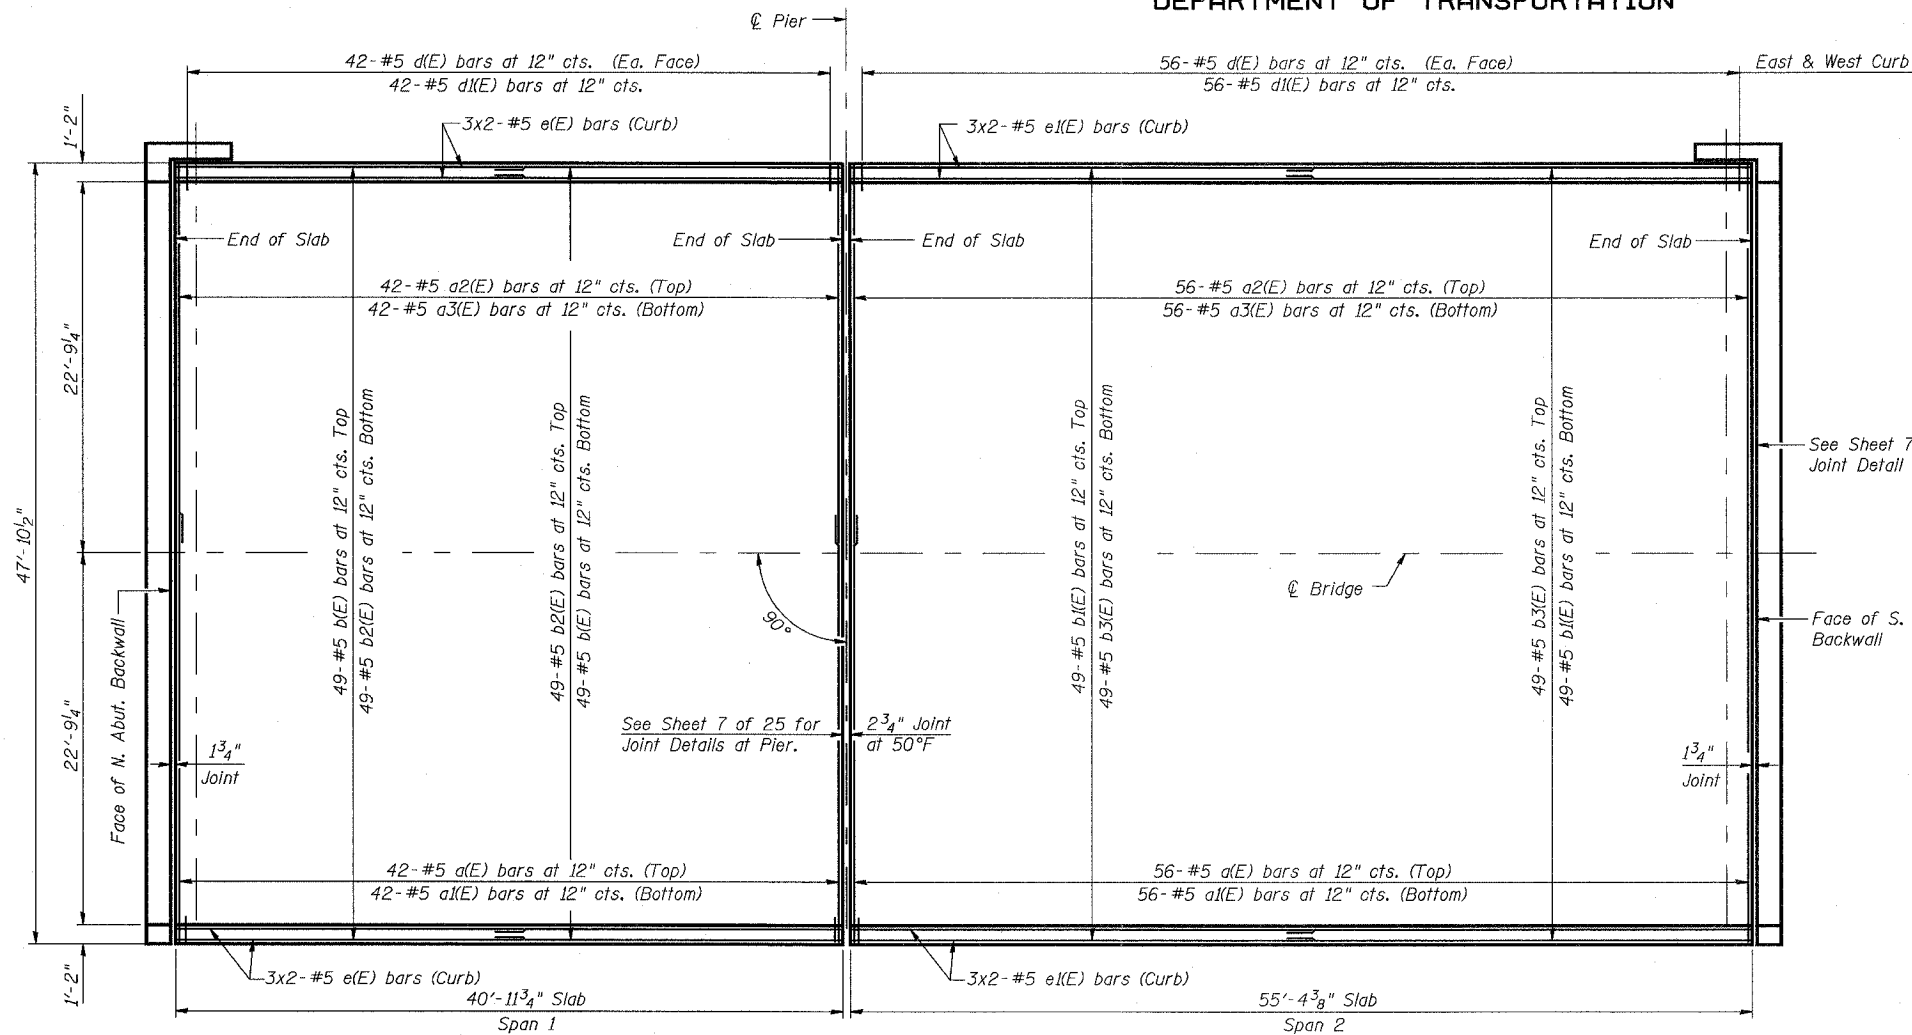 DEPARTMENT OF TRANSPORTATION
℄ Pier
42-#5 d(E) bars at 12" cts. (Ea. Face)
42-#5 d1(E) bars at 12" cts.
56-#5 d(E) bars at 12" cts. (Ea. Face)
56-#5 d1(E) bars at 12" cts.
East & West Curb
1'-2"
3x2-#5 e(E) bars (Curb)
3x2-#5 e1(E) bars (Curb)
End of Slab
End of Slab
End of Slab
End of Slab
42-#5 a2(E) bars at 12" cts. (Top)
42-#5 a3(E) bars at 12" cts. (Bottom)
56-#5 a2(E) bars at 12" cts. (Top)
56-#5 a3(E) bars at 12" cts. (Bottom)
22'-9¼"
47'-10½"
22'-9¼"
49-#5 b(E) bars at 12" cts. Top
49-#5 b2(E) bars at 12" cts. Bottom
49-#5 b2(E) bars at 12" cts. Top
49-#5 b(E) bars at 12" cts. Bottom
49-#5 b1(E) bars at 12" cts. Top
49-#5 b3(E) bars at 12" cts. Bottom
49-#5 b3(E) bars at 12" cts. Top
49-#5 b1(E) bars at 12" cts. Bottom
See Sheet 7
Joint Detail
℄ Bridge
90°
Face of S.
Backwall
Face of N. Abut. Backwall
See Sheet 7 of 25 for
Joint Details at Pier.
2¾" Joint
at 50°F
1¾"
Joint
1¾"
Joint
42-#5 a(E) bars at 12" cts. (Top)
42-#5 a1(E) bars at 12" cts. (Bottom)
56-#5 a(E) bars at 12" cts. (Top)
56-#5 a1(E) bars at 12" cts. (Bottom)
1'-2"
3x2-#5 e(E) bars (Curb)
3x2-#5 e1(E) bars (Curb)
40'-11¾" Slab
Span 1
55'-4⅜" Slab
Span 2